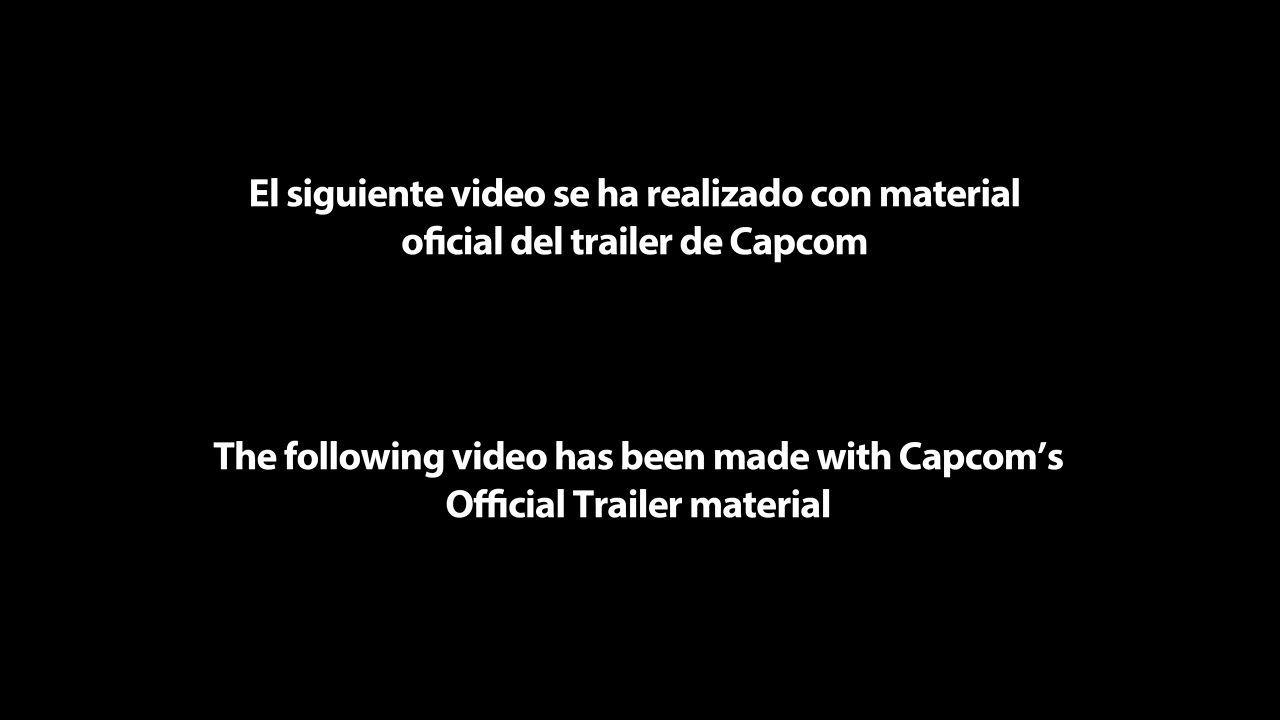 El siguiente video se ha realizado con material
oficial del trailer de Capcom
The following video has been made with Capcom’s
Official Trailer material